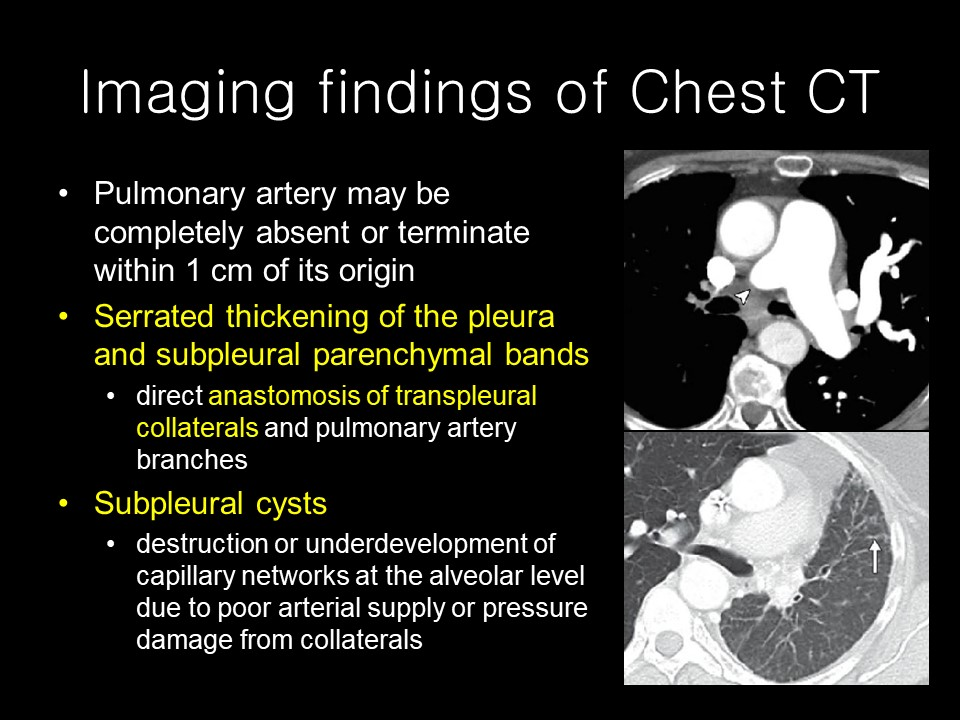 Imaging findings of Chest CT
• Pulmonary artery may be
completely absent or terminate
within 1 cm of its origin
• Serrated thickening of the pleura
and subpleural parenchymal bands
• direct anastomosis of transpleural
collaterals and pulmonary artery
branches
• Subpleural cysts
• destruction or underdevelopment of
capillary networks at the alveolar level
due to poor arterial supply or pressure
damage from collaterals